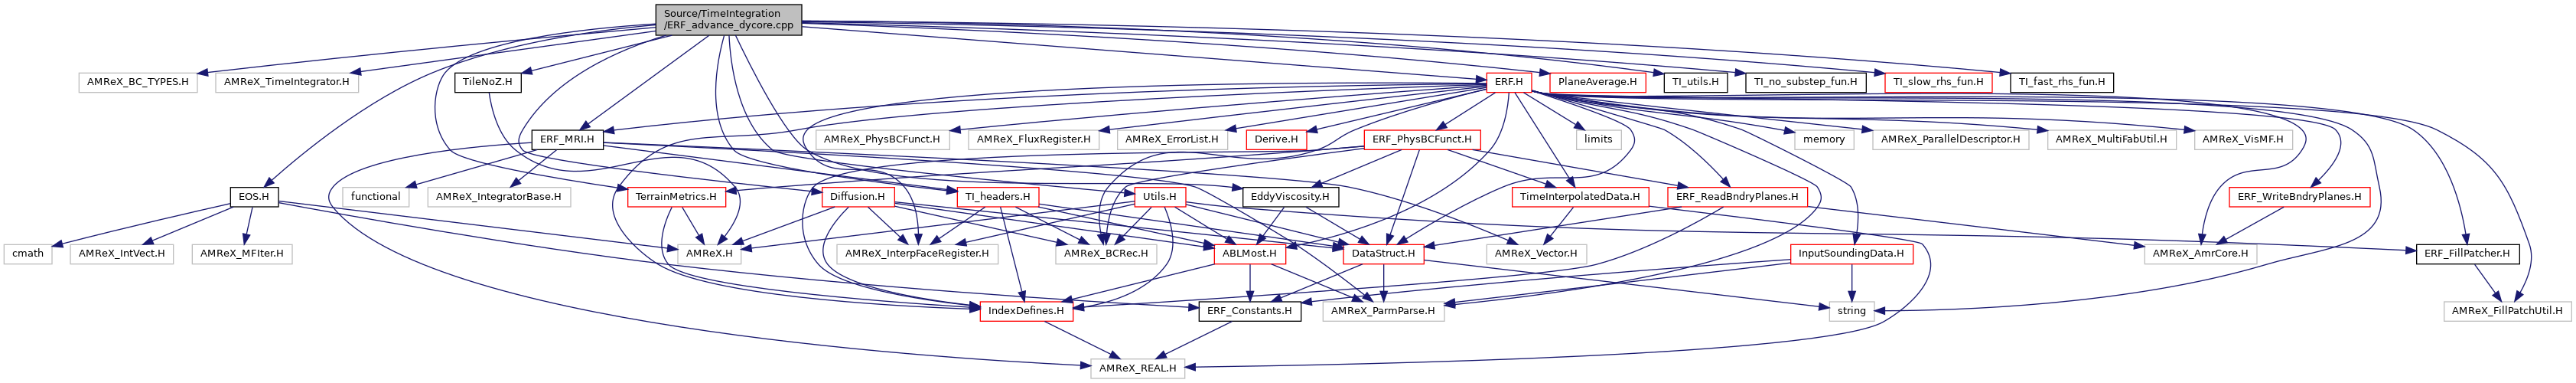 Source/TimeIntegration
/ERF_advance_dycore.cpp
AMReX_BC_TYPES.H
AMReX_TimeIntegrator.H
TileNoZ.H
ERF.H
PlaneAverage.H
TI_utils.H
TI_no_substep_fun.H
TI_slow_rhs_fun.H
TI_fast_rhs_fun.H
ERF_MRI.H
AMReX_PhysBCFunct.H
AMReX_FluxRegister.H
AMReX_ErrorList.H
Derive.H
ERF_PhysBCFunct.H
limits
memory
AMReX_ParallelDescriptor.H
AMReX_MultiFabUtil.H
AMReX_VisMF.H
EOS.H
functional
AMReX_IntegratorBase.H
TerrainMetrics.H
Diffusion.H
TI_headers.H
Utils.H
EddyViscosity.H
TimeInterpolatedData.H
ERF_ReadBndryPlanes.H
ERF_WriteBndryPlanes.H
cmath
AMReX_IntVect.H
AMReX_MFIter.H
AMReX.H
AMReX_InterpFaceRegister.H
AMReX_BCRec.H
ABLMost.H
DataStruct.H
AMReX_Vector.H
InputSoundingData.H
AMReX_AmrCore.H
ERF_FillPatcher.H
IndexDefines.H
ERF_Constants.H
AMReX_ParmParse.H
string
AMReX_FillPatchUtil.H
AMReX_REAL.H